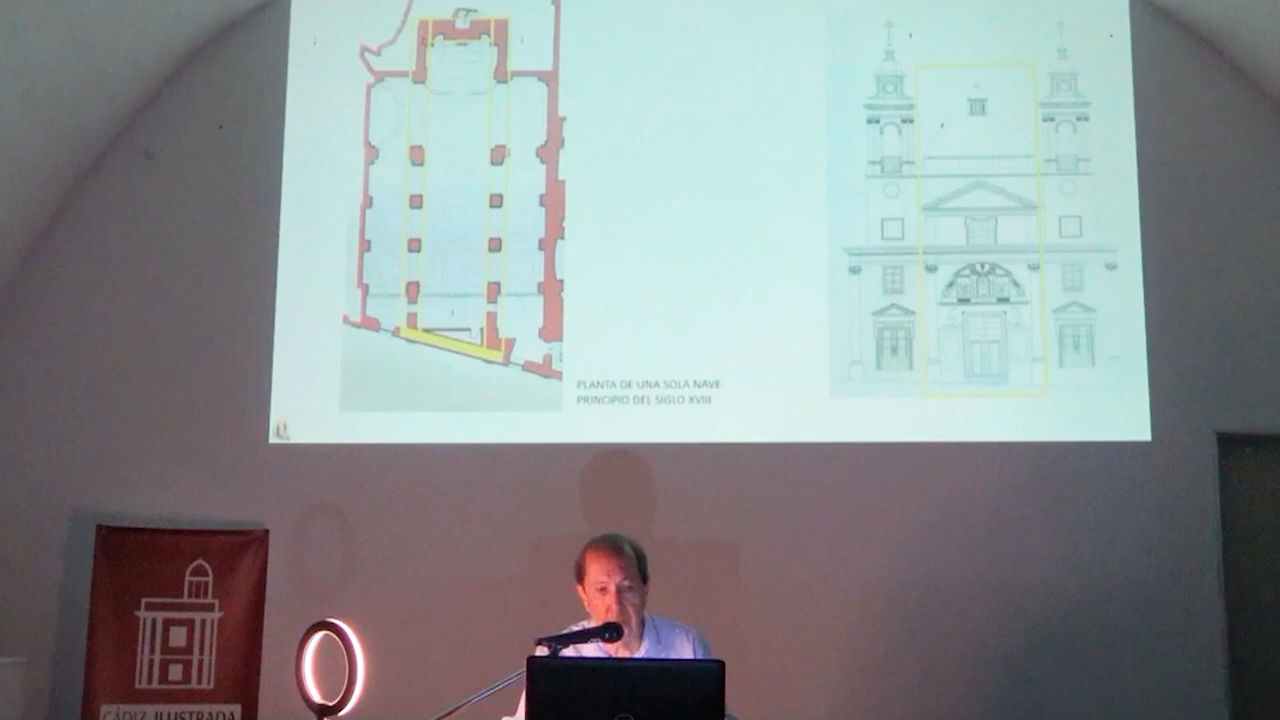 PLANTA DE UNA SOLA NAVE
PRINCIPIO DEL SIGLO XVIII
CÁDIZ ILUSTRADA